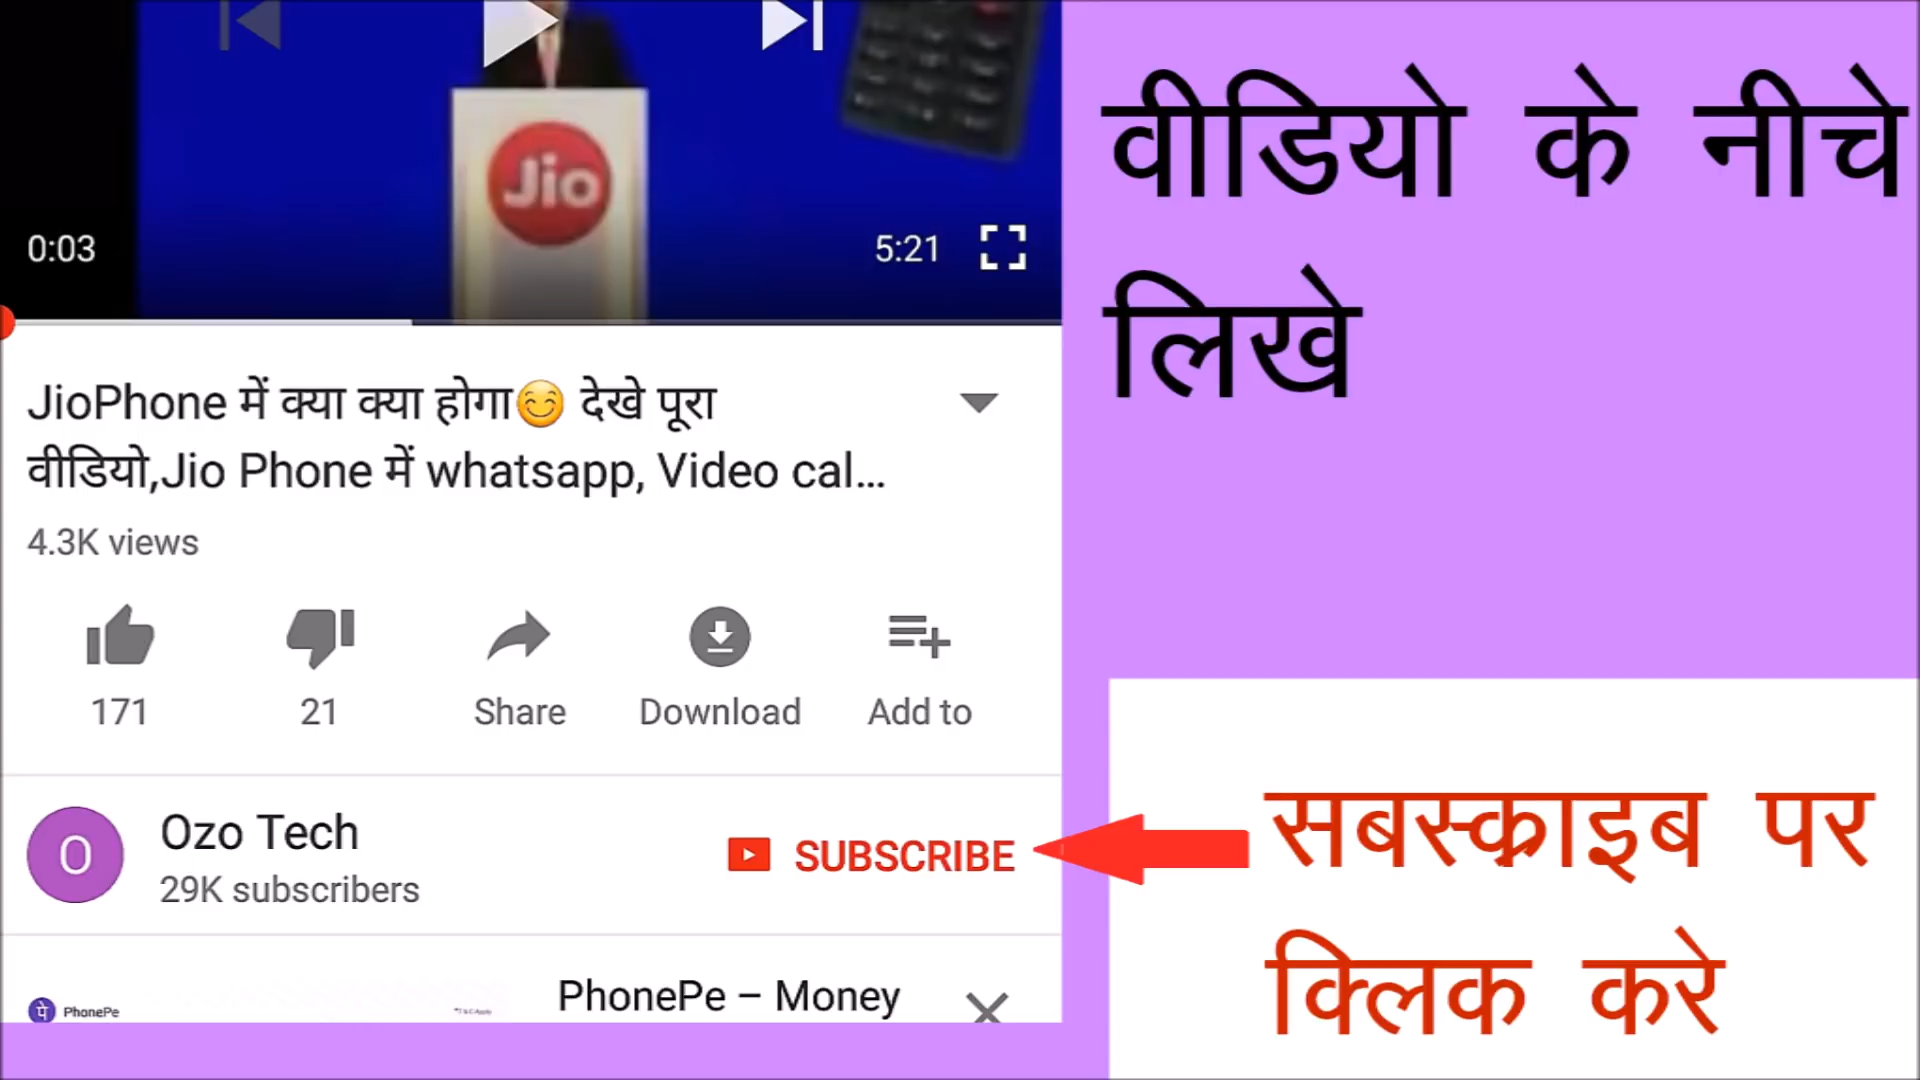 Jio
0:03
5:21
JioPhone में क्या क्या होगा😊 देखे पूरा
वीडियो,Jio Phone में whatsapp, Video cal...
4.3K views
171
21
Share
Download
Add to
O
Ozo Tech
29K subscribers
SUBSCRIBE
पे PhonePe
PhonePe – Money
वीडियो के नीचे
लिखे
सबस्क्राइब पर
क्लिक करे